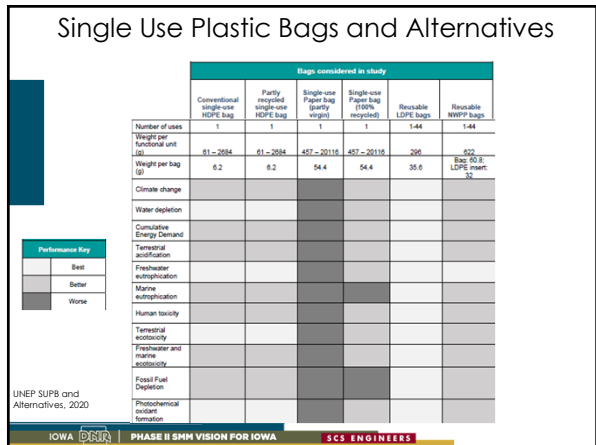 Single Use Plastic Bags and Alternatives
Bags considered in study
Conventional single-use HDPE bag
Partly recycled single-use HDPE bag
Single-use Paper bag (partly virgin)
Single-use Paper bag (100% recycled)
Reusable LDPE bags
Reusable NWPP bags
Number of uses 1 1 1 1 1-44 1-44
Weight per functional unit (g) 61 – 2684 61 – 2684 457 – 20116 457 – 20116 296 622
Weight per bag (g) 6.2 6.2 54.4 54.4 35.6 Bag: 60.8; LDPE insert: 32
Climate change
Water depletion
Cumulative Energy Demand
Terrestrial acidification
Freshwater eutrophication
Marine eutrophication
Human toxicity
Terrestrial ecotoxicity
Freshwater and marine ecotoxicity
Fossil Fuel Depletion
Photochemical oxidant formation
Performance Key
Best
Better
Worse
UNEP SUPB and
Alternatives, 2020
IOWA DNR PHASE II SMM VISION FOR IOWA SCS ENGINEERS